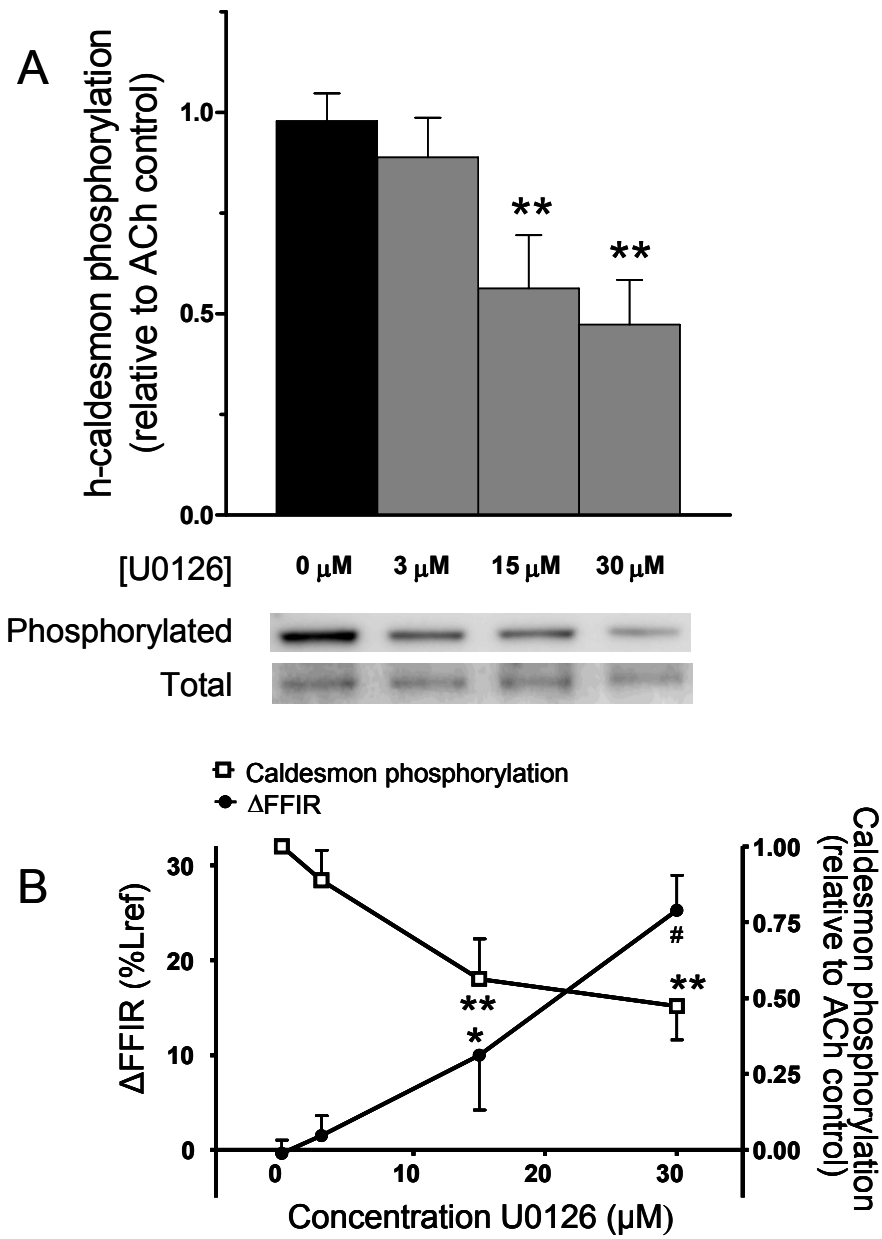 A
h-caldesmon phosphorylation
(relative to ACh control)
1.0
0.5
0.0
**
**
[U0126] 0 μM 3 μM 15 μM 30 μM
Phosphorylated
Total
Caldesmon phosphorylation
ΔFFIR
B
ΔFFIR (%Lref)
30
20
10
0
**
*
#
**
1.00
0.75
0.50
0.25
0.00
Caldesmon phosphorylation
(relative to ACh control)
0 10 20 30
Concentration U0126 (μM)